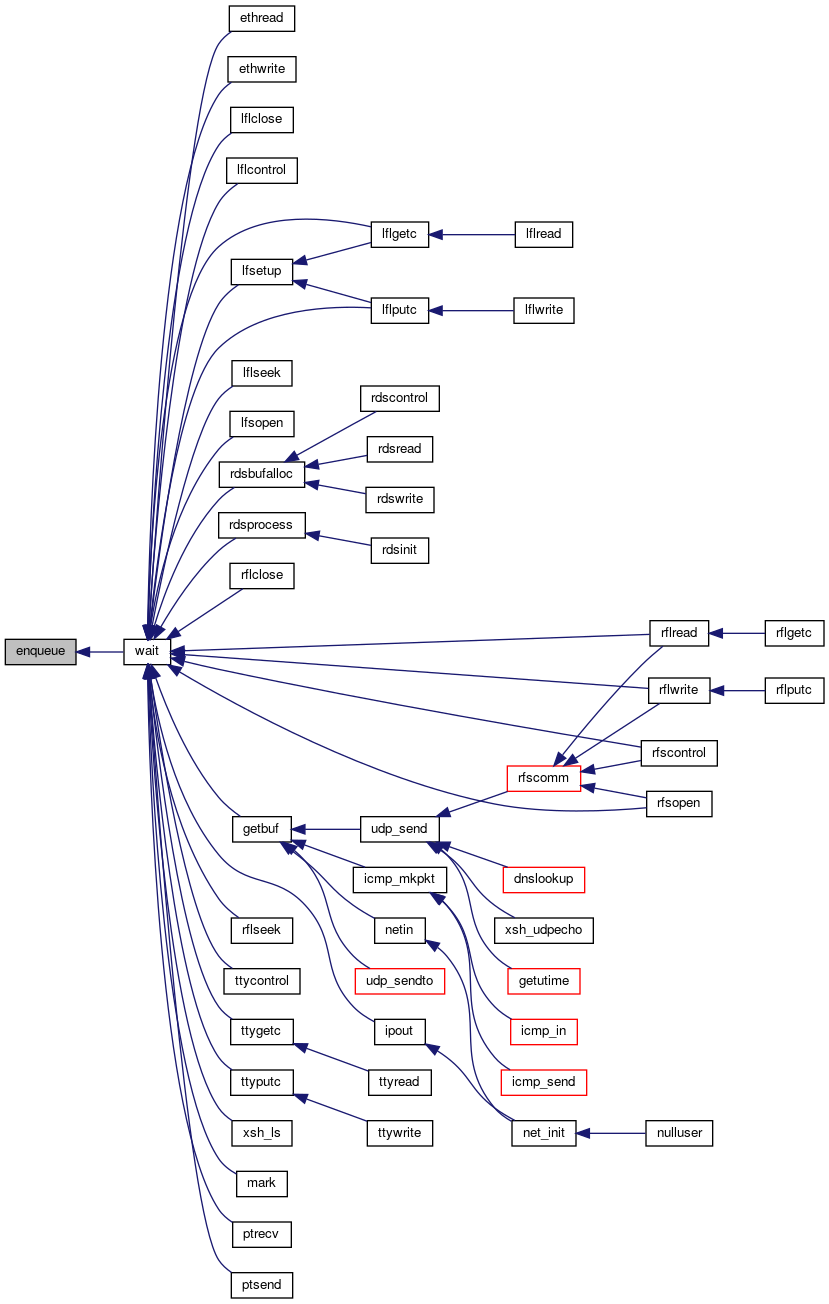 ethread
ethwrite
lflclose
lflcontrol
lflgetc
lflread
lfsetup
lflputc
lflwrite
lflseek
rdscontrol
lfsopen
rdsread
rdsbufalloc
rdswrite
rdsprocess
rdsinit
rflclose
rflread
rflgetc
enqueue
wait
rflwrite
rflputc
rfscontrol
rfscomm
rfsopen
getbuf
udp_send
icmp_mkpkt
dnslookup
rflseek
netin
xsh_udpecho
ttycontrol
udp_sendto
getutime
ttygetc
ipout
icmp_in
ttyputc
ttyread
icmp_send
xsh_ls
ttywrite
net_init
nulluser
mark
ptrecv
ptsend